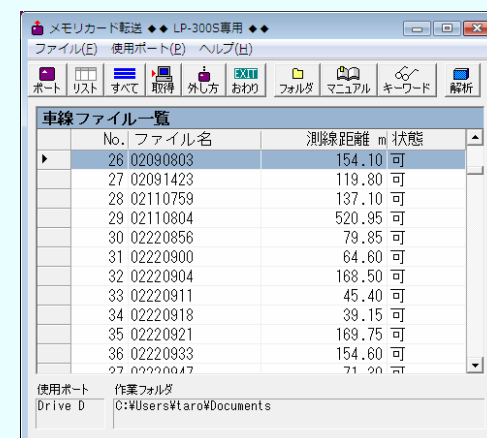 メモリカード転送 ◆◆ LP-300S専用 ◆◆
ファイル(F) 使用ポート(P) ヘルプ(H)
ポート リスト すべて 取得 外し方 おわり フォルダ マニュアル キーワード 解析
車線ファイル一覧
No. ファイル名 測線距離 m 状態
26 02090803 154.10 可
27 02091423 119.80 可
28 02110759 137.10 可
29 02110804 520.95 可
30 02220856 79.85 可
31 02220900 64.60 可
32 02220904 168.50 可
33 02220911 45.40 可
34 02220918 39.15 可
35 02220921 169.75 可
36 02220933 154.60 可
37 02220947 71.20 可
使用ポート 作業フォルダ
Drive D C:¥Users¥taro¥Documents